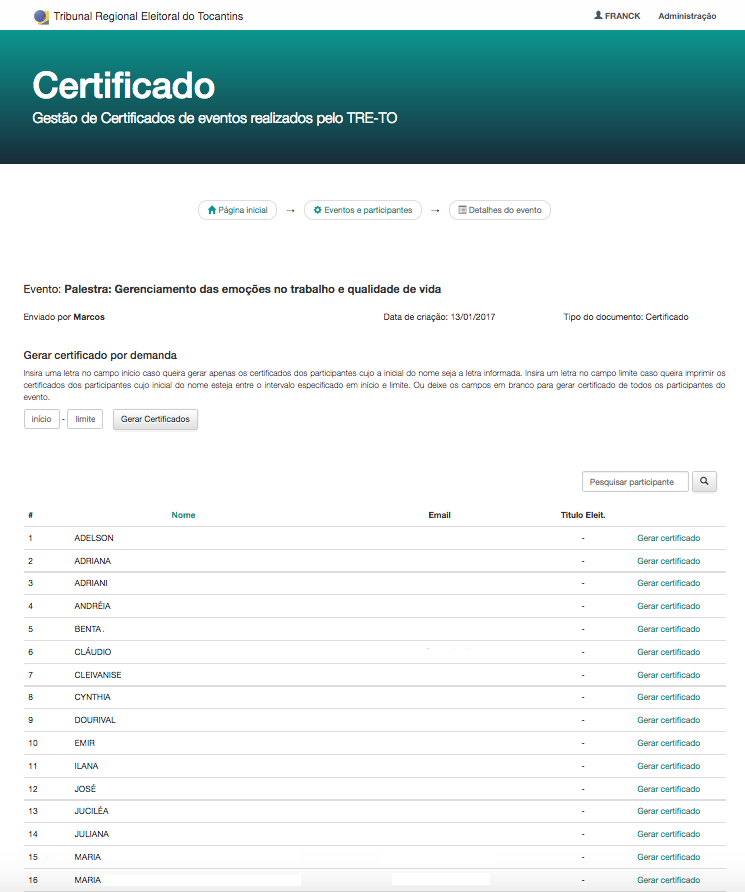 Tribunal Regional Eleitoral do Tocantins FRANCK Administração
Certificado
Gestão de Certificados de eventos realizados pelo TRE-TO
Página inicial → Eventos e participantes → Detalhes do evento
Evento: Palestra: Gerenciamento das emoções no trabalho e qualidade de vida
Enviado por Marcos Data de criação: 13/01/2017 Tipo do documento: Certificado
Gerar certificado por demanda
Insira uma letra no campo início caso queira gerar apenas os certificados dos participantes cujo a inicial do nome seja a letra informada. Insira um letra no campo limite caso queira imprimir os
certificados dos participantes cujo inicial do nome esteja entre o intervalo especificado em início e limite. Ou deixe os campos em branco para gerar certificado de todos os participantes do
evento.
início - limite Gerar Certificados
Pesquisar participante
# Nome Email Título Eleit.
1 ADELSON - Gerar certificado
2 ADRIANA - Gerar certificado
3 ADRIANI - Gerar certificado
4 ANDRÉIA - Gerar certificado
5 BENTA . - Gerar certificado
6 CLÁUDIO - Gerar certificado
7 CLEIVANISE - Gerar certificado
8 CYNTHIA - Gerar certificado
9 DOURIVAL - Gerar certificado
10 EMIR - Gerar certificado
11 ILANA - Gerar certificado
12 JOSÉ - Gerar certificado
13 JUCILÉA - Gerar certificado
14 JULIANA - Gerar certificado
15 MARIA - Gerar certificado
16 MARIA - Gerar certificado